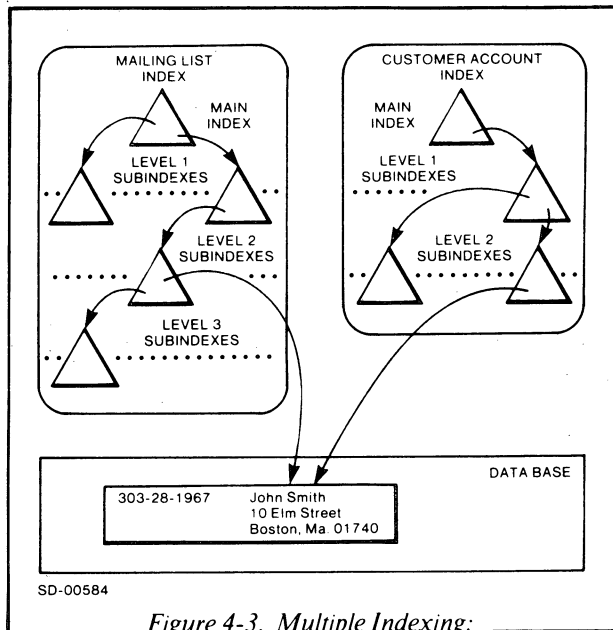 MAILING LIST
INDEX
MAIN
INDEX
LEVEL 1
SUBINDEXES
LEVEL 2
SUBINDEXES
LEVEL 3
SUBINDEXES
CUSTOMER ACCOUNT
INDEX
MAIN
INDEX
LEVEL 1
SUBINDEXES
LEVEL 2
SUBINDEXES
DATA BASE
303-28-1967 John Smith
10 Elm Street
Boston, Ma. 01740
SD-00584
Figure 4-3. Multiple Indexing: